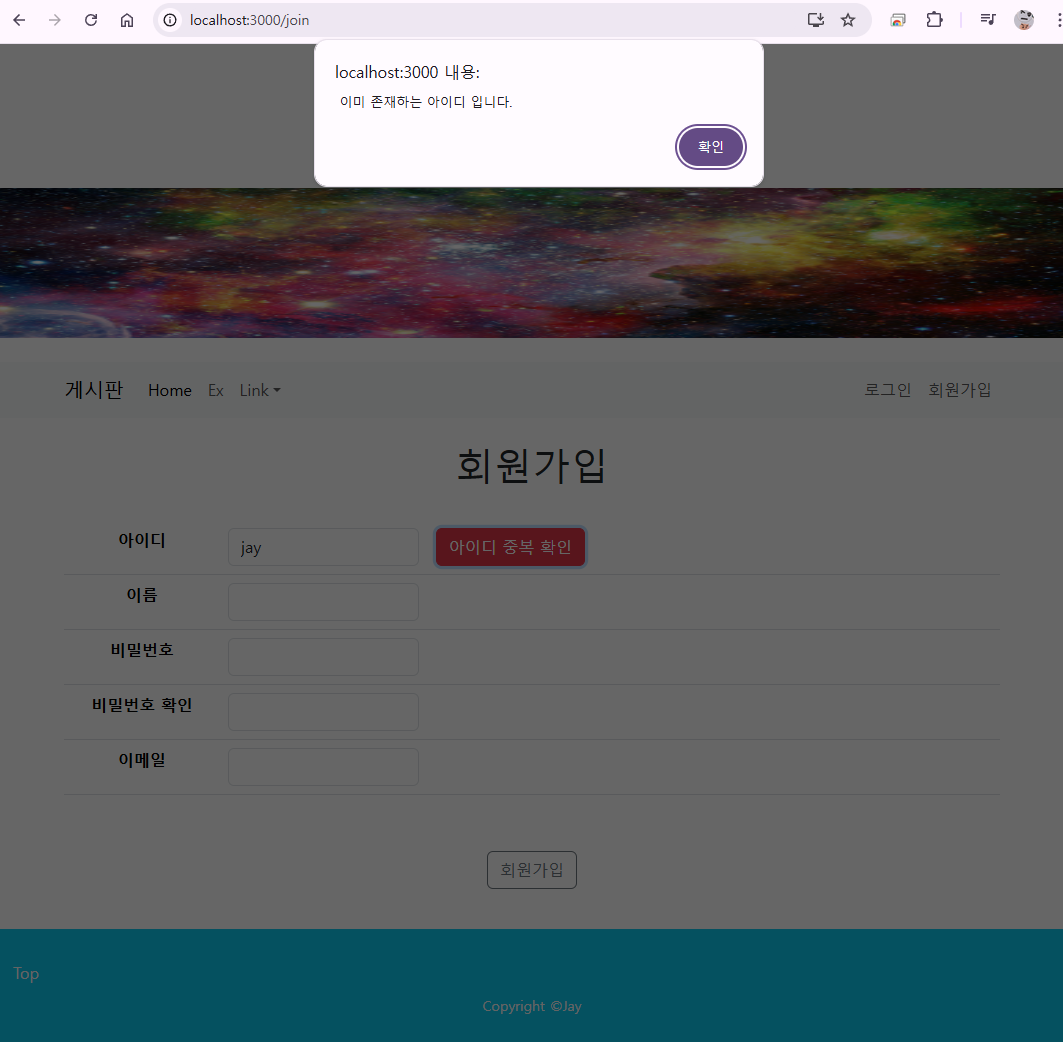 localhost:3000/join
localhost:3000 내용:
이미 존재하는 아이디 입니다.
확인
게시판 Home Ex Link 로그인 회원가입
회원가입
아이디 jay 아이디 중복 확인
이름
비밀번호
비밀번호 확인
이메일
회원가입
Top
Copyright ©Jay